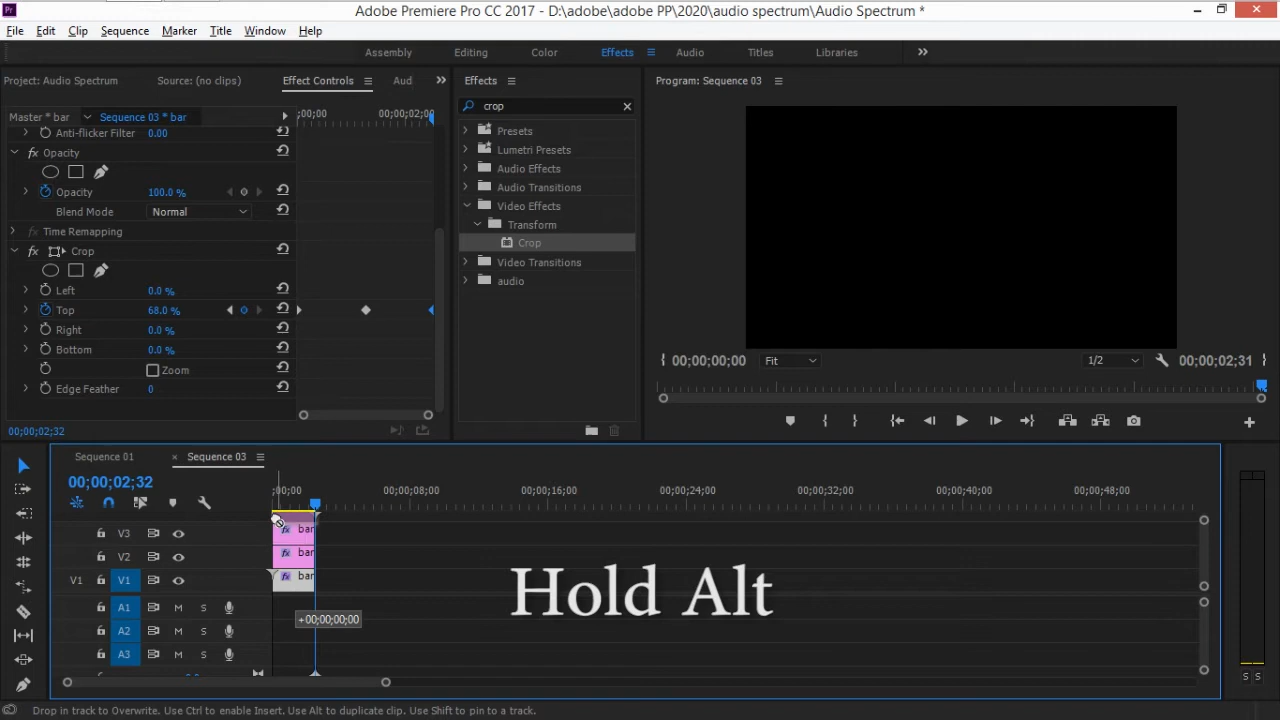 Pr
Adobe Premiere Pro CC 2017 - D:\adobe\adobe PP\2020\audio spectrum\Audio Spectrum *
File Edit Clip Sequence Marker Title Window Help
Assembly Editing Color Effects Audio Titles Libraries
Project: Audio Spectrum Source: (no clips) Effect Controls Aud
Master * bar Sequence 03 * bar ;00;00 00;00;02;00
Anti-flicker Filter 0.00
fx Opacity
Opacity 100.0 %
Blend Mode Normal
fx Time Remapping
fx Crop
Left 0.0 %
Top 68.0 %
Right 0.0 %
Bottom 0.0 %
Zoom
Edge Feather 0
00;00;02;32
Effects
crop
Presets
Lumetri Presets
Audio Effects
Audio Transitions
Video Effects
Transform
Crop
Video Transitions
audio
Program: Sequence 03
00;00;00;00 Fit 1/2 00;00;02;31
Sequence 01 × Sequence 03
00;00;02;32
;00;00 00;00;08;00 00;00;16;00 00;00;24;00 00;00;32;00 00;00;40;00 00;00;48;00
V3 fx bar
V2 fx bar
V1 V1 fx bar
A1 M S
A2 M S
A3 M S
+00;00;00;00
Hold Alt
S S
Drop in track to Overwrite. Use Ctrl to enable Insert. Use Alt to duplicate clip. Use Shift to pin to a track.